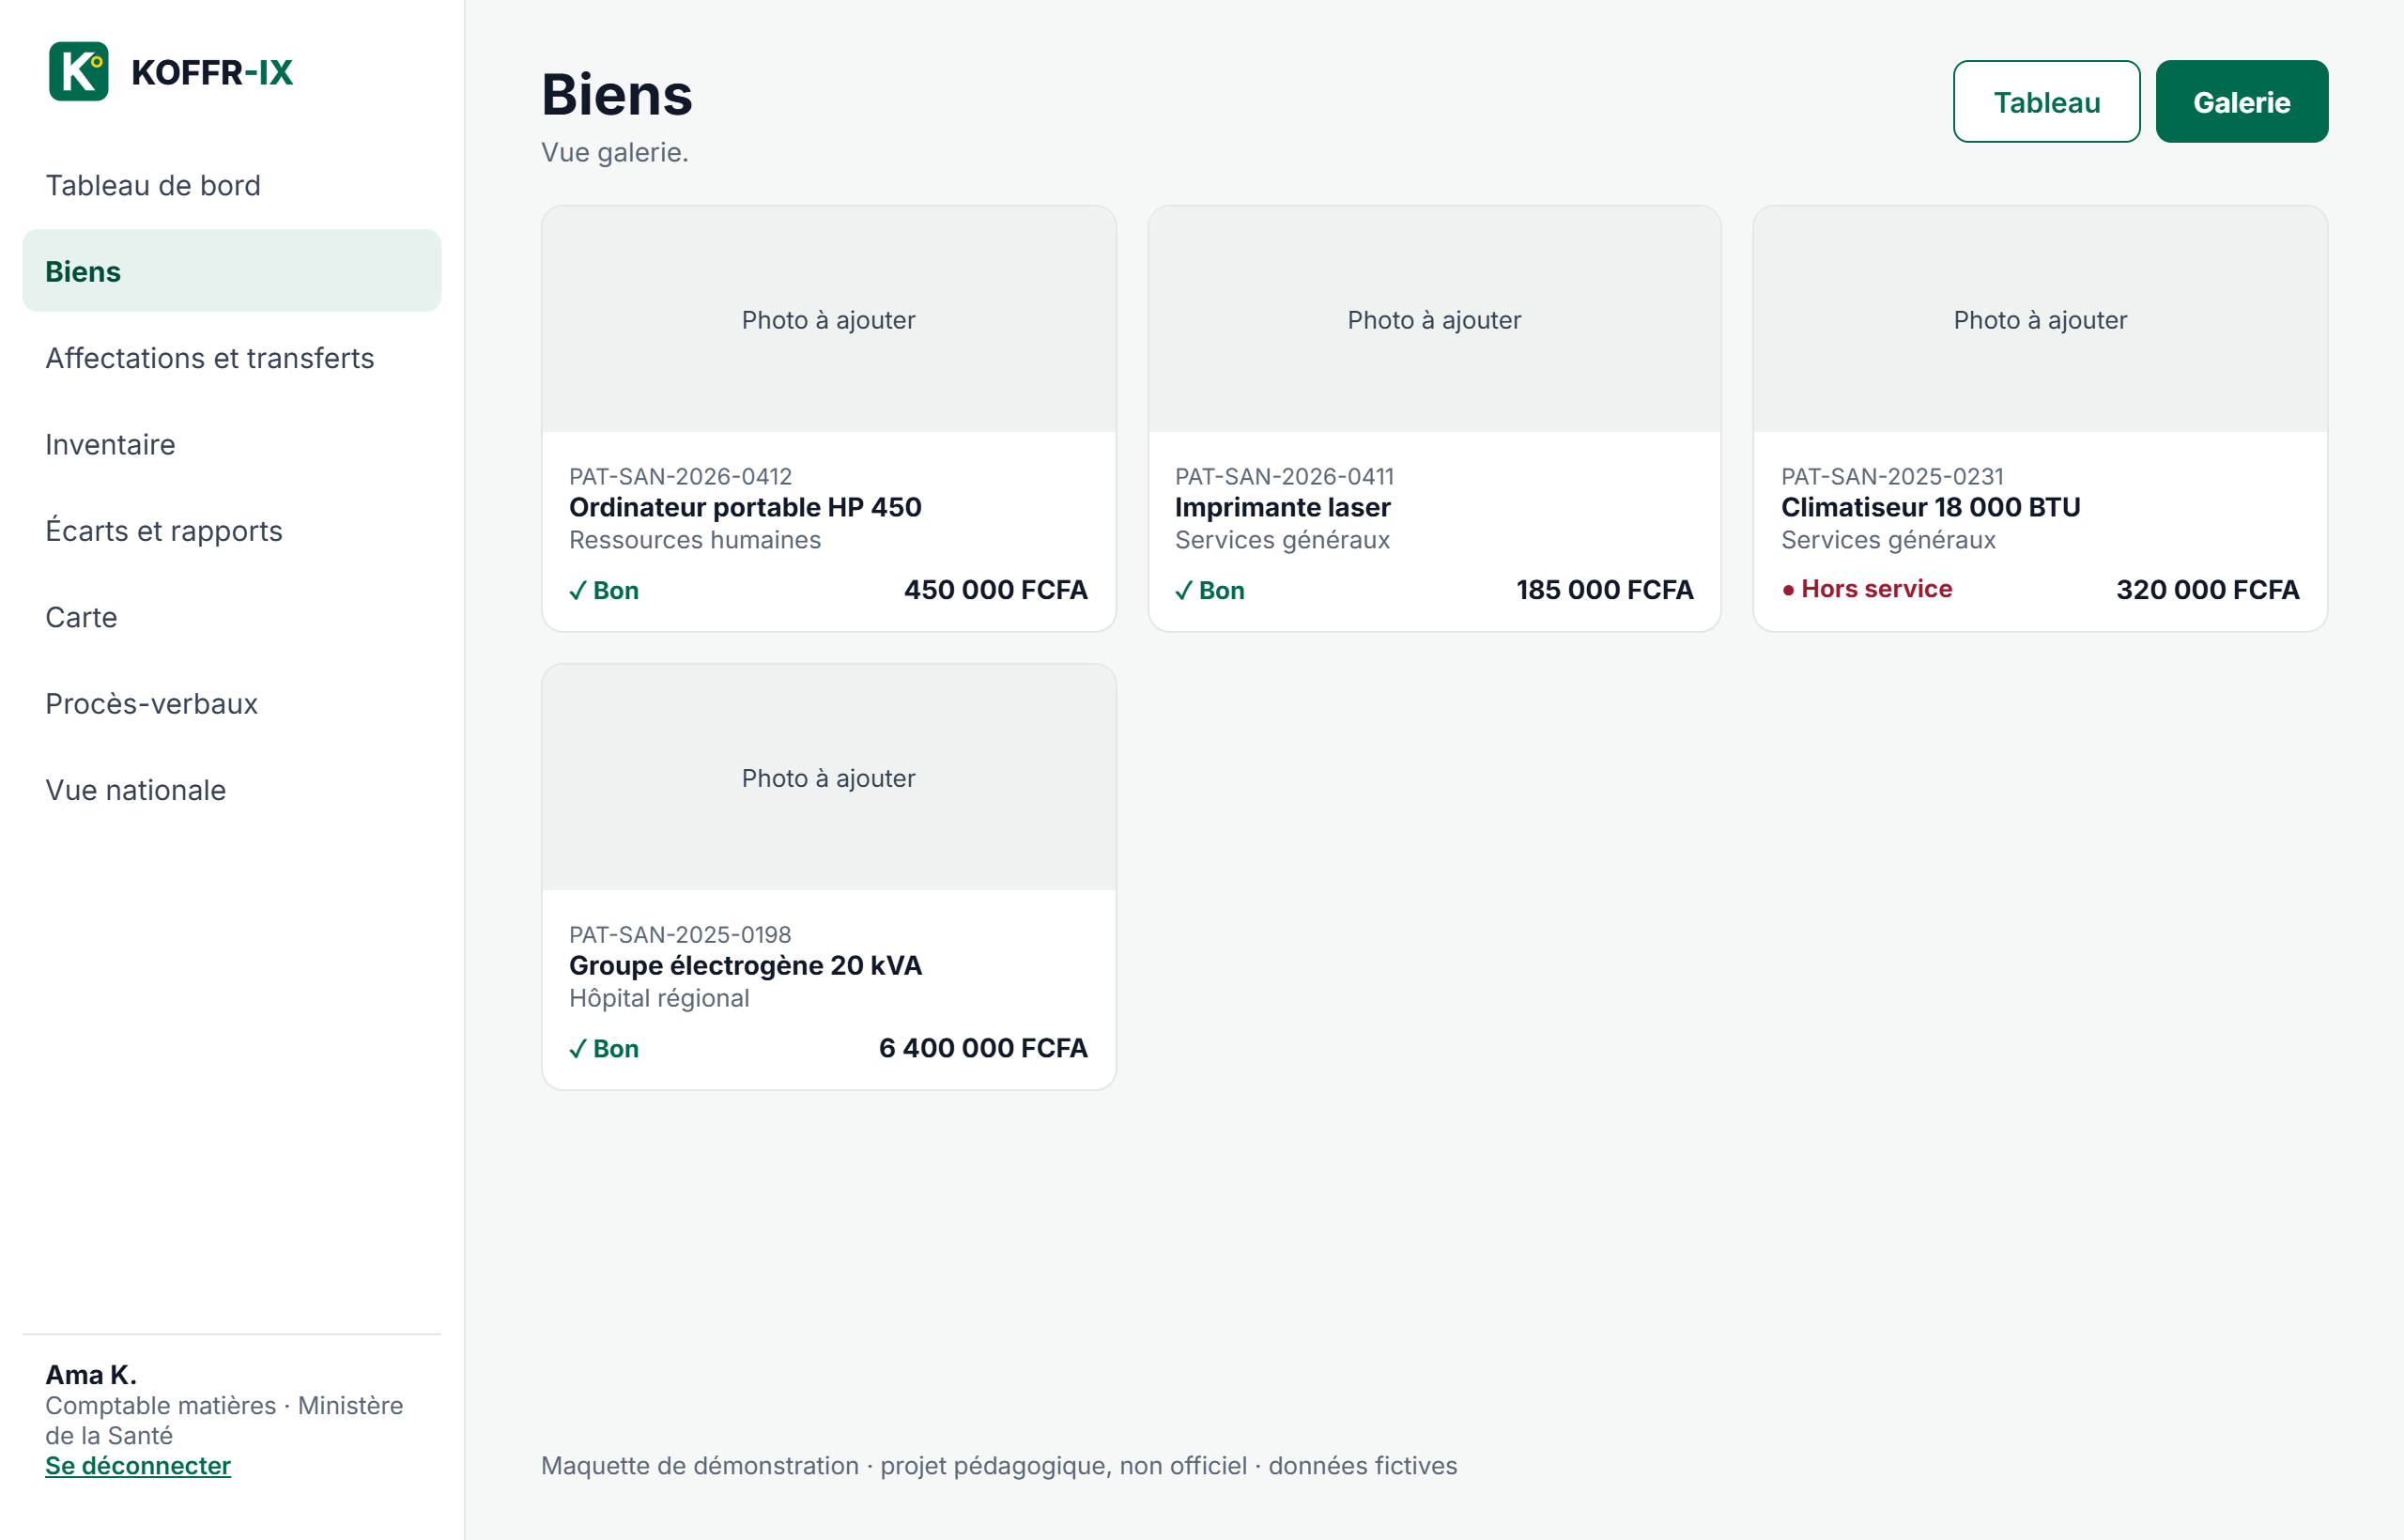 KOFFR-IX
Tableau de bord
Biens
Affectations et transferts
Inventaire
Écarts et rapports
Carte
Procès-verbaux
Vue nationale
Ama K.
Comptable matières · Ministère
de la Santé
Se déconnecter
Biens
Vue galerie.
Tableau
Galerie
Photo à ajouter
PAT-SAN-2026-0412
Ordinateur portable HP 450
Ressources humaines
✓ Bon
450 000 FCFA
Photo à ajouter
PAT-SAN-2026-0411
Imprimante laser
Services généraux
✓ Bon
185 000 FCFA
Photo à ajouter
PAT-SAN-2025-0231
Climatiseur 18 000 BTU
Services généraux
● Hors service
320 000 FCFA
Photo à ajouter
PAT-SAN-2025-0198
Groupe électrogène 20 kVA
Hôpital régional
✓ Bon
6 400 000 FCFA
Maquette de démonstration · projet pédagogique, non officiel · données fictives